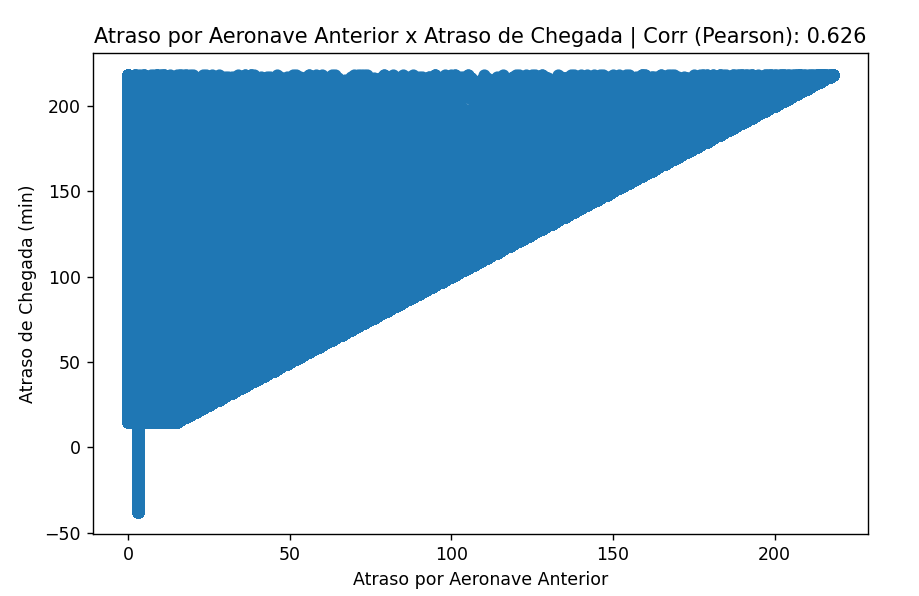 Atraso por Aeronave Anterior x Atraso de Chegada | Corr (Pearson): 0.626
Atraso de Chegada (min)
200
150
100
50
0
−50
0 50 100 150 200
Atraso por Aeronave Anterior